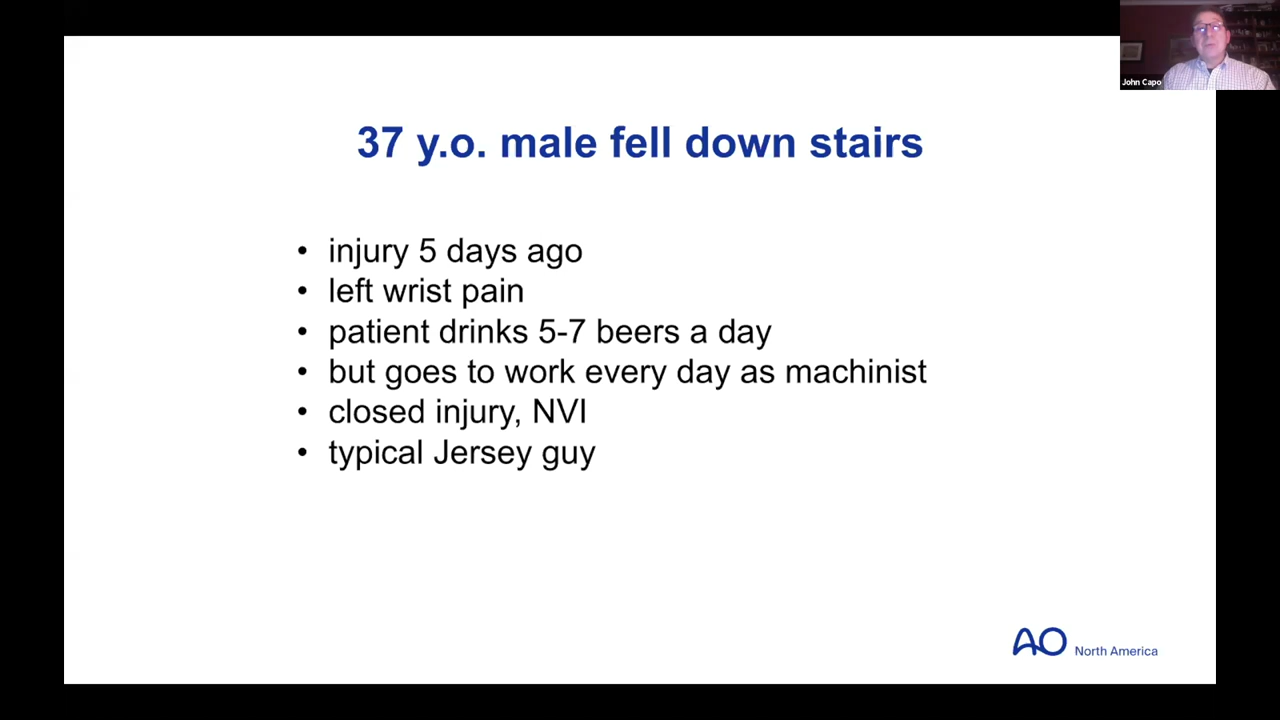 John Capo
37 y.o. male fell down stairs
• injury 5 days ago
• left wrist pain
• patient drinks 5-7 beers a day
• but goes to work every day as machinist
• closed injury, NVI
• typical Jersey guy
AO North America